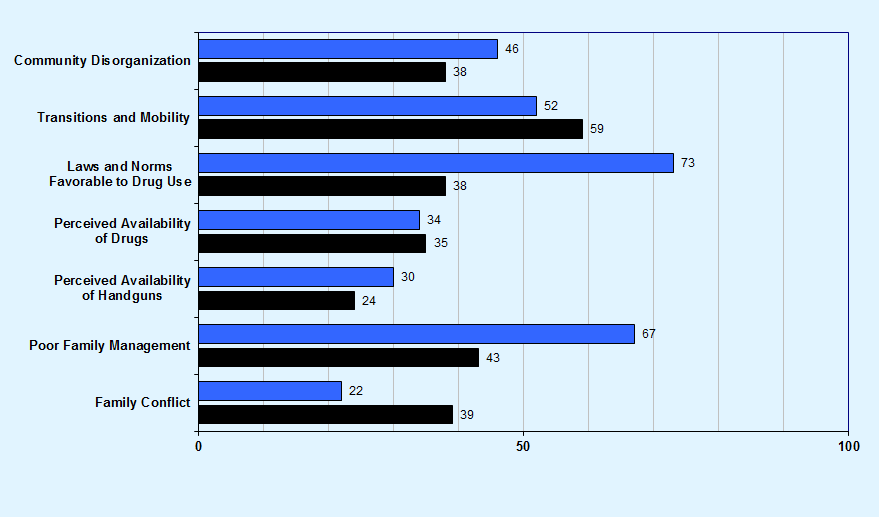 Community Disorganization
46
38
Transitions and Mobility
52
59
Laws and Norms
Favorable to Drug Use
73
38
Perceived Availability
of Drugs
34
35
Perceived Availability
of Handguns
30
24
Poor Family Management
67
43
Family Conflict
22
39
0 50 100